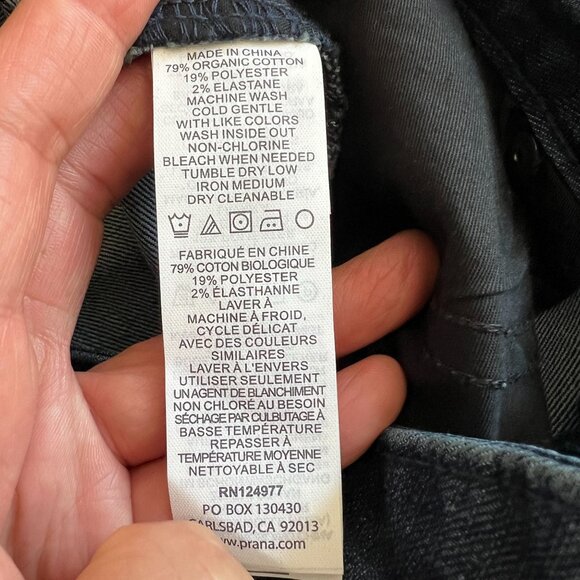 MADE IN CHINA
79% ORGANIC COTTON
19% POLYESTER
2% ELASTANE
MACHINE WASH
COLD GENTLE
WITH LIKE COLORS
WASH INSIDE OUT
NON-CHLORINE
BLEACH WHEN NEEDED
TUMBLE DRY LOW
IRON MEDIUM
DRY CLEANABLE
FABRIQUÉ EN CHINE
79% COTON BIOLOGIQUE
19% POLYESTER
2% ÉLASTHANNE
LAVER À
MACHINE À FROID,
CYCLE DÉLICAT
AVEC DES COULEURS
SIMILAIRES
LAVER À L'ENVERS
UTILISER SEULEMENT
UN AGENT DE BLANCHIMENT
NON CHLORÉ AU BESOIN
SÉCHAGE PAR CULBUTAGE À
BASSE TEMPÉRATURE
REPASSER À
TEMPÉRATURE MOYENNE
NETTOYABLE À SEC
RN124977
PO BOX 130430
CARLSBAD, CA 92013
www.prana.com